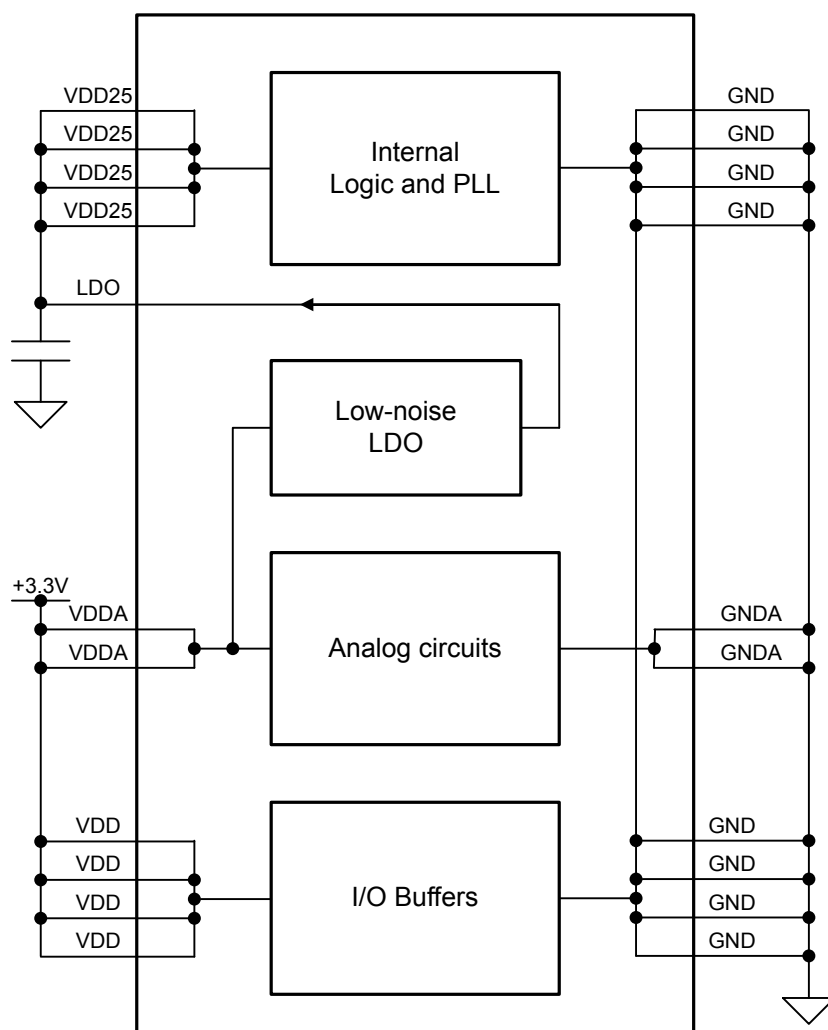 VDD25
VDD25
VDD25
VDD25
Internal
Logic and PLL
GND
GND
GND
GND
LDO
Low-noise
LDO
+3.3V
VDDA
VDDA
Analog circuits
GNDA
GNDA
VDD
VDD
VDD
VDD
I/O Buffers
GND
GND
GND
GND